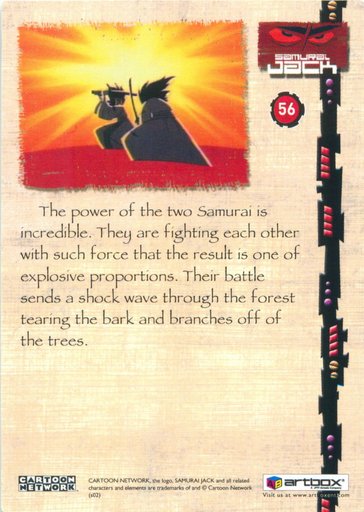 SAMURAI
JACK
56
The power of the two Samurai is
incredible. They are fighting each other
with such force that the result is one of
explosive proportions. Their battle
sends a shock wave through the forest
tearing the bark and branches off of
the trees.
CARTOON
NETWORK
CARTOON NETWORK, the logo, SAMURAI JACK and all related
characters and elements are trademarks of and © Cartoon Network
(s02)
artbox
Visit us at www.artboxent.com